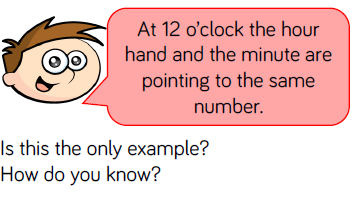 At 12 o'clock the hour
hand and the minute are
pointing to the same
number.
Is this the only example?
How do you know?